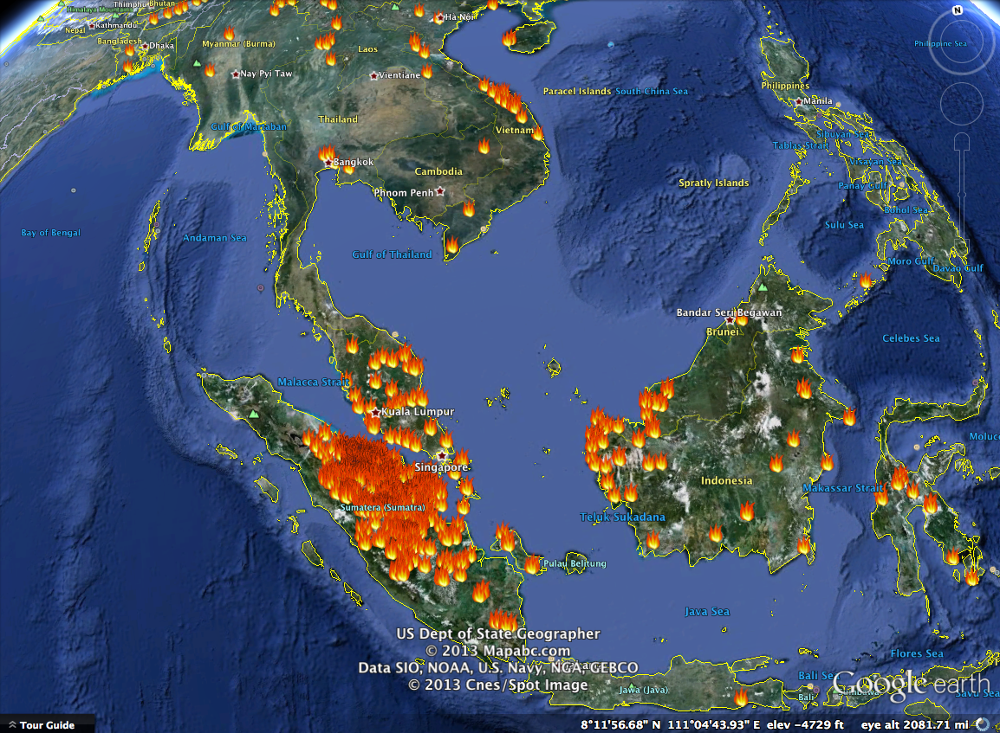 Himalaya Mountains
Thimphu
Bhutan
Nepal
Kathmandu
Bangladesh
Dhaka
Myanmar (Burma)
Nay Pyi Taw
Laos
Ha Noi
Vientiane
Thailand
Vietnam
Gulf of Martaban
Bangkok
Cambodia
Phnom Penh
Paracel Islands
South China Sea
Philippine Sea
N
Philippines
Manila
Sibuyan Sea
Tablas Strait
Visayan Sea
Panay Gulf
Bohol Sea
Spratly Islands
Sulu Sea
Moro Gulf
Davao Gulf
Bay of Bengal
Andaman Sea
Gulf of Thailand
Bandar Seri Begawan
Brunei
Celebes Sea
Malacca Strait
Kuala Lumpur
Singapore
Sumatera (Sumatra)
Indonesia
Makassar Strait
Moluc
Teluk Sukadana
Pulau Belitung
Java Sea
Flores Sea
Bali Se
Jawa (Java)
Bali
Sumbawa
Savu Sea
US Dept of State Geographer
© 2013 Mapabc.com
Data SIO, NOAA, U.S. Navy, NGA, GEBCO
© 2013 Cnes/Spot Image
Google earth
Tour Guide
8°11'56.68" N 111°04'43.93" E elev -4729 ft eye alt 2081.71 mi